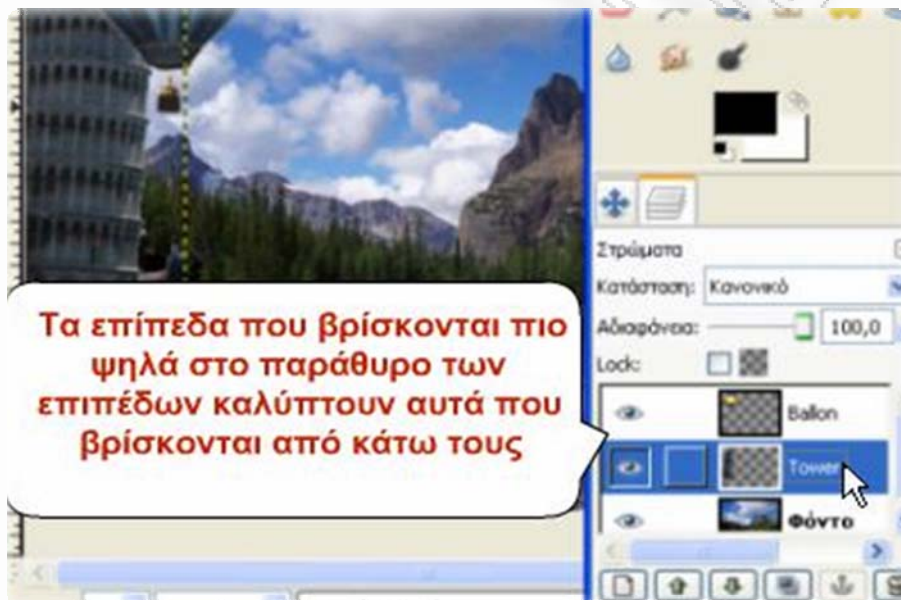 Στρώματα
Κατάσταση: Κανονικό
Αδιαφάνεια: 100,0
Lock:
Ballon
Tower
Φόντο
Τα επίπεδα που βρίσκονται πιο
ψηλά στο παράθυρο των
επιπέδων καλύπτουν αυτά που
βρίσκονται από κάτω τους